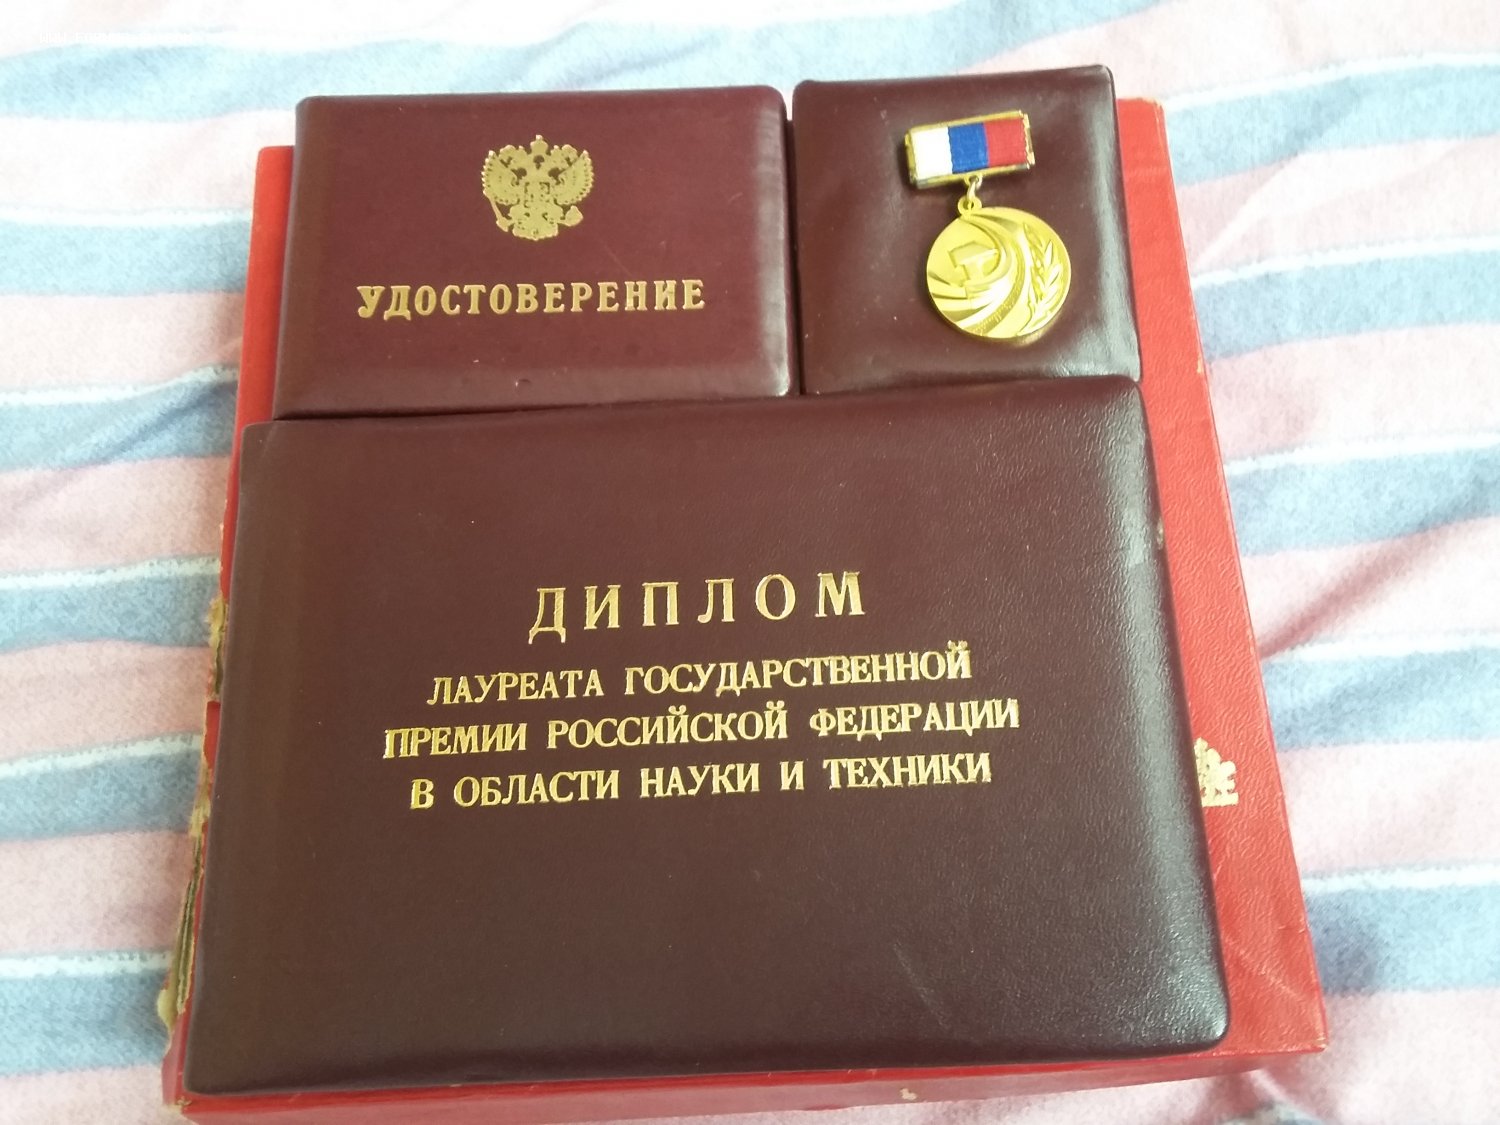 УДОСТОВЕРЕНИЕ
ДИПЛОМ
ЛАУРЕАТА ГОСУДАРСТВЕННОЙ
ПРЕМИИ РОССИЙСКОЙ ФЕДЕРАЦИИ
В ОБЛАСТИ НАУКИ И ТЕХНИКИ